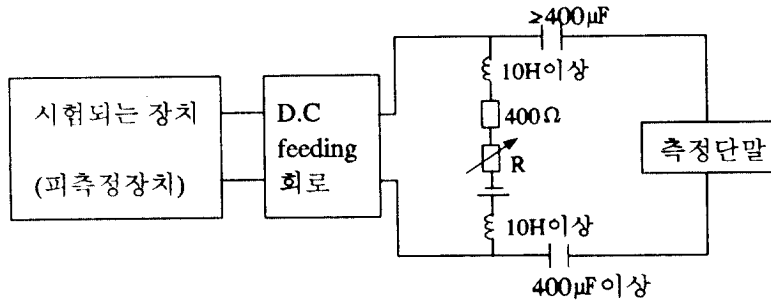 ≥400μF
10H이상
400Ω
R
10H이상
400μF이상
시험되는 장치
(피측정장치)
D.C
feeding
회로
측정단말